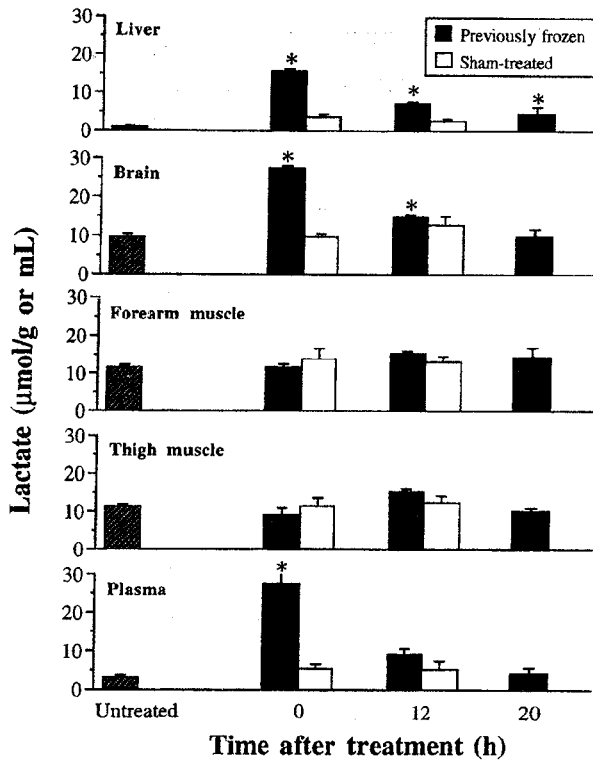 Liver
Previously frozen
Sham-treated
30
20
10
0
*
*
*
Brain
30
20
10
0
*
*
Forearm muscle
30
20
10
0
Thigh muscle
30
20
10
0
Plasma
30
20
10
0
*
Lactate (μmol/g or mL)
Untreated 0 12 20
Time after treatment (h)